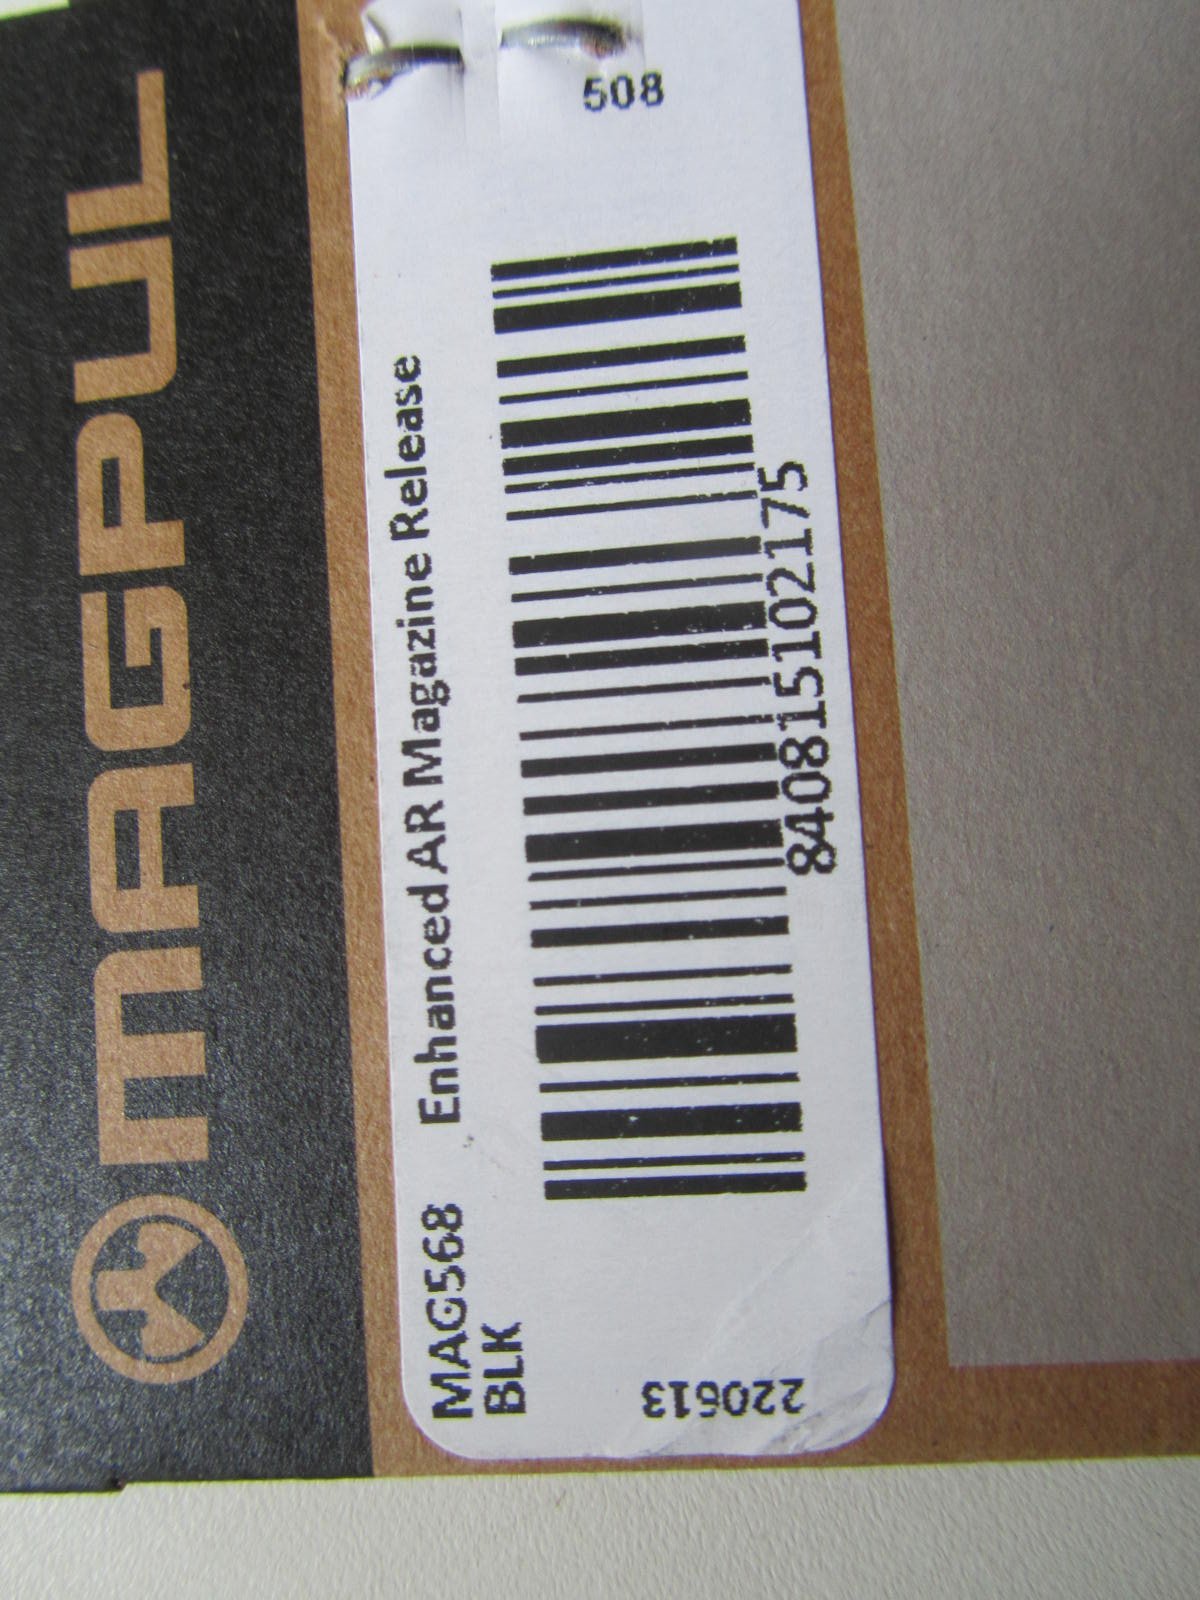 MAGPUL
MAG568 Enhanced AR Magazine Release
BLK
840815102175
508
220613